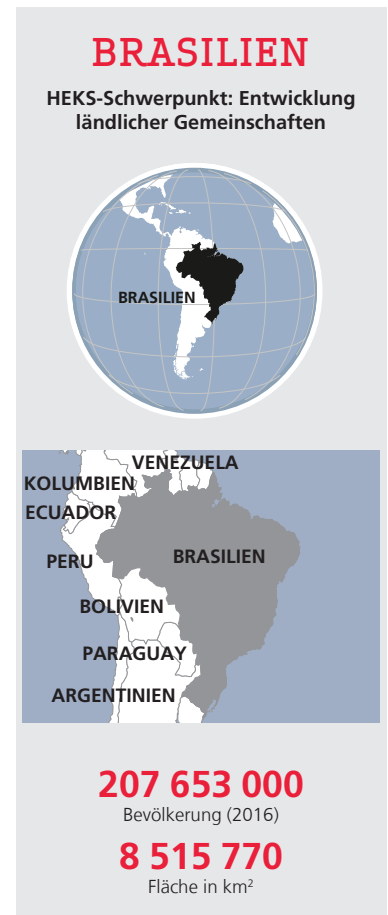 BRASILIEN
HEKS-Schwerpunkt: Entwicklung
ländlicher Gemeinschaften
BRASILIEN
VENEZUELA
KOLUMBIEN
ECUADOR
PERU
BRASILIEN
BOLIVIEN
PARAGUAY
ARGENTINIEN
207 653 000
Bevölkerung (2016)
8 515 770
Fläche in km²